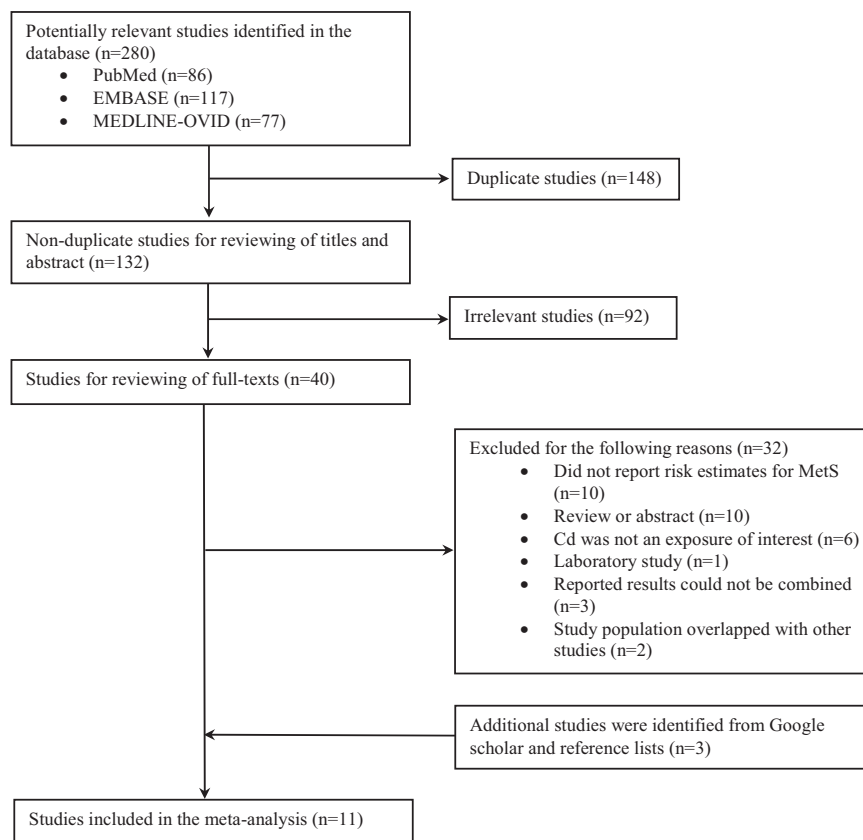 Potentially relevant studies identified in the
database (n=280)
• PubMed (n=86)
• EMBASE (n=117)
• MEDLINE-OVID (n=77)
Duplicate studies (n=148)
Non-duplicate studies for reviewing of titles and
abstract (n=132)
Irrelevant studies (n=92)
Studies for reviewing of full-texts (n=40)
Excluded for the following reasons (n=32)
• Did not report risk estimates for MetS
(n=10)
• Review or abstract (n=10)
• Cd was not an exposure of interest (n=6)
• Laboratory study (n=1)
• Reported results could not be combined
(n=3)
• Study population overlapped with other
studies (n=2)
Additional studies were identified from Google
scholar and reference lists (n=3)
Studies included in the meta-analysis (n=11)